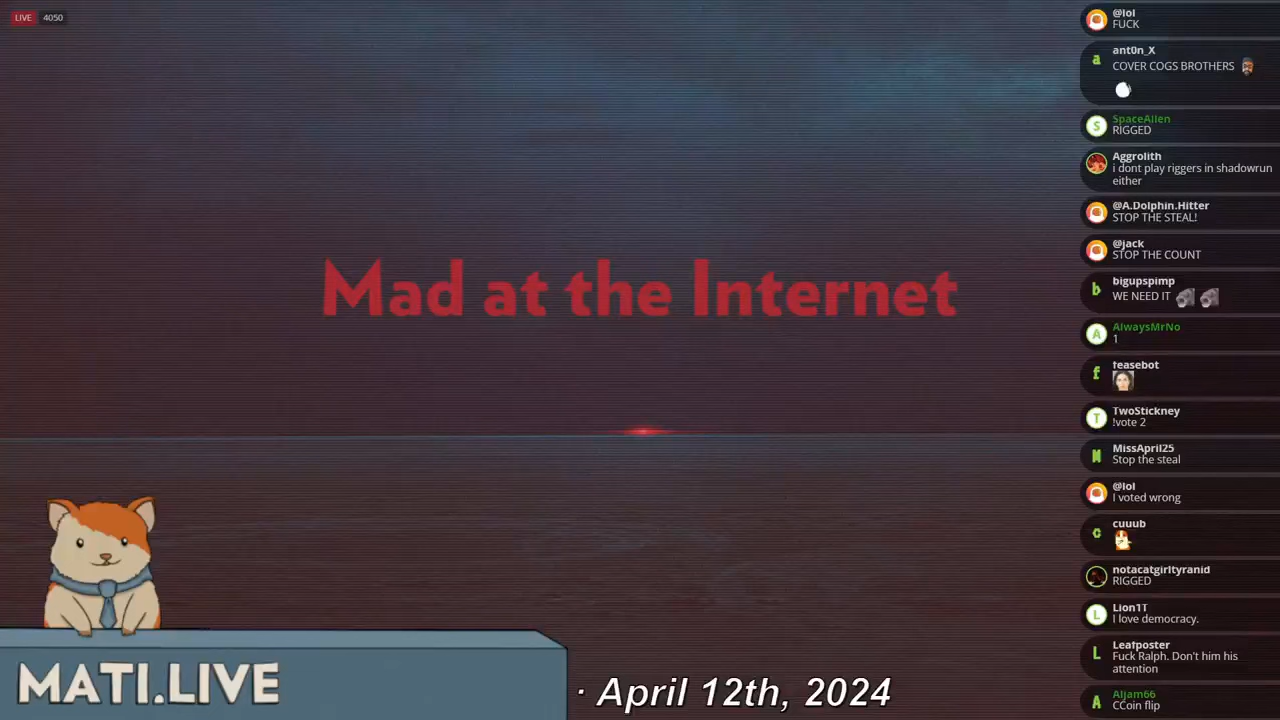 LIVE 4050
Mad at the Internet
MATI.LIVE
· April 12th, 2024
@lol
FUCK
a
ant0n_X
COVER COGS BROTHERS
S
SpaceAlien
RIGGED
Aggrolith
i dont play riggers in shadowrun
either
@A.Dolphin.Hitter
STOP THE STEAL!
@jack
STOP THE COUNT
b
bigupspimp
WE NEED IT
A
AlwaysMrNo
1
f
feasebot
T
TwoStickney
!vote 2
M
MissApril25
Stop the steal
@lol
I voted wrong
c
cuuub
notacatgirltyranid
RIGGED
L
Lion1T
I love democracy.
L
Leafposter
Fuck Ralph. Don't him his
attention
A
AIjam66
CCoin flip